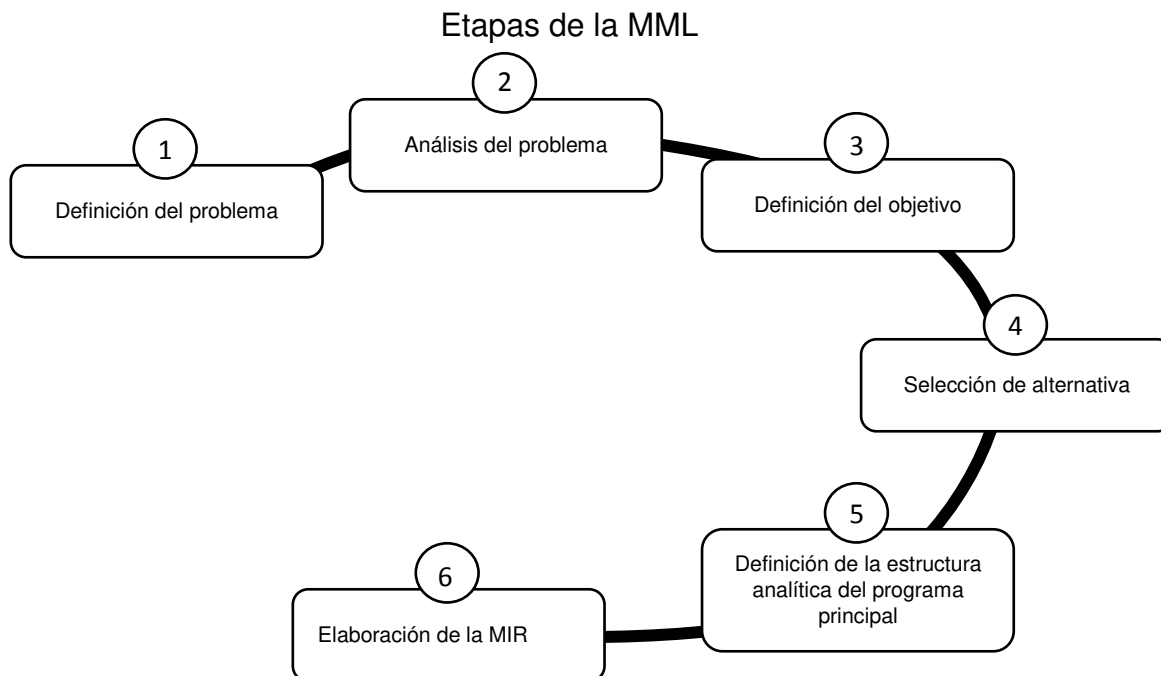 Etapas de la MML
1
Definición del problema
2
Análisis del problema
3
Definición del objetivo
4
Selección de alternativa
5
Definición de la estructura
analítica del programa
principal
6
Elaboración de la MIR